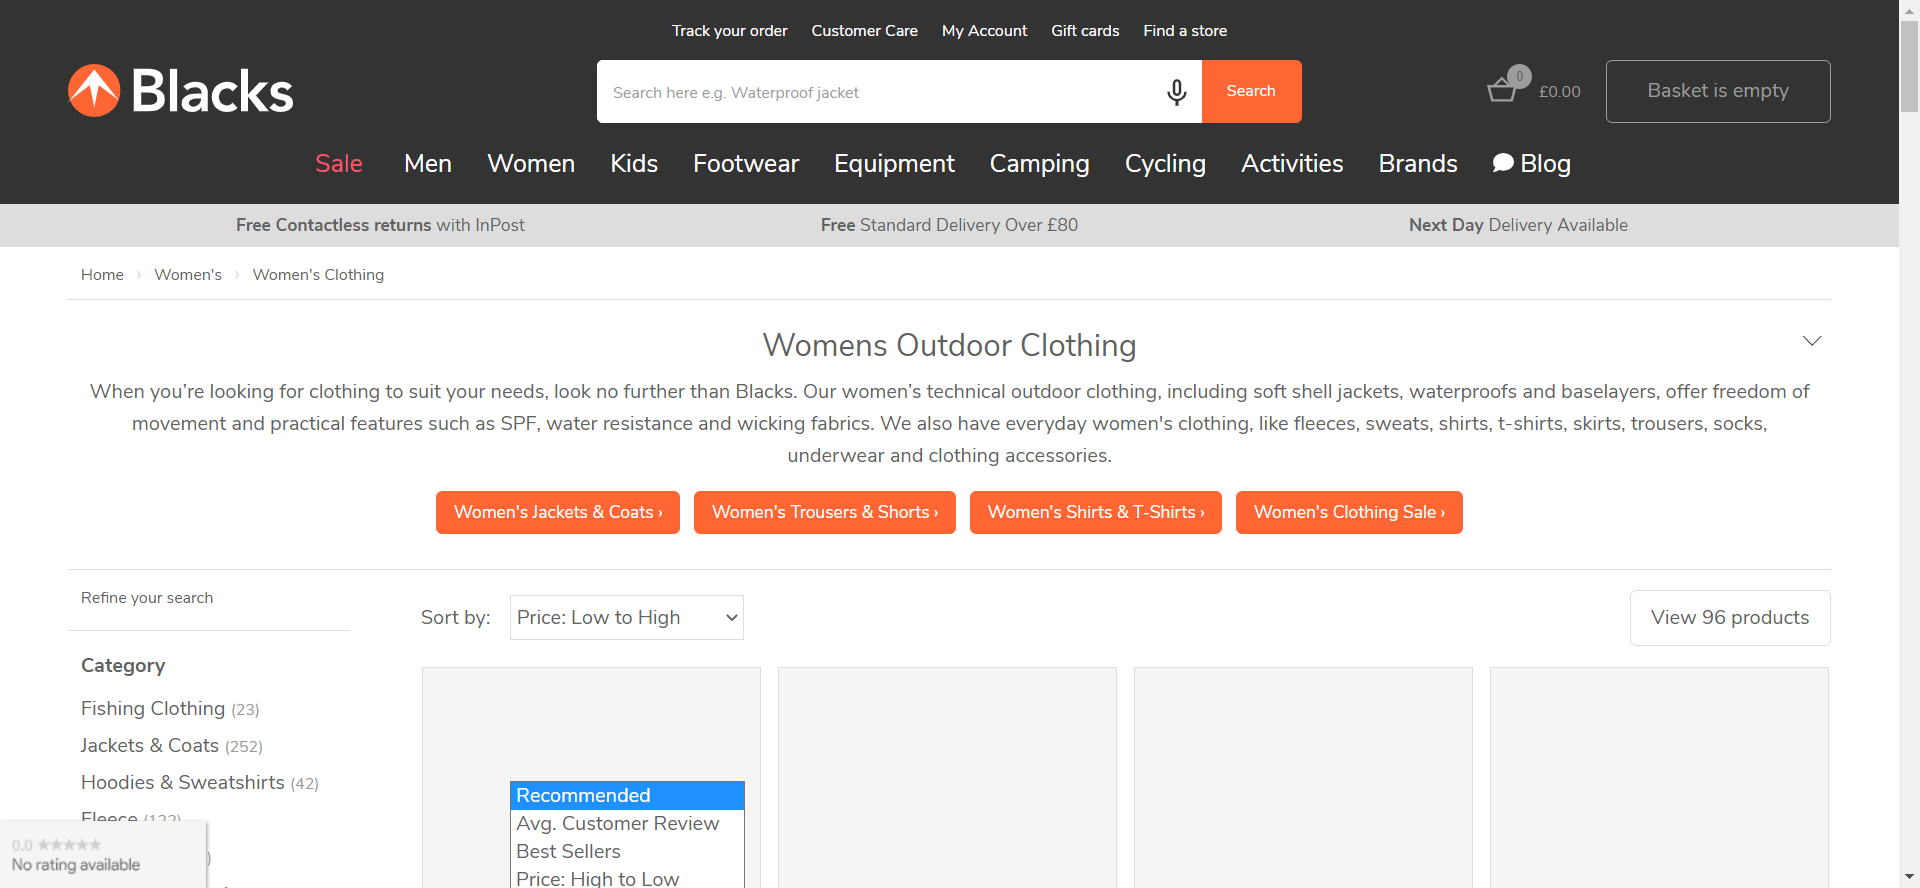 Track your order Customer Care My Account Gift cards Find a store
Blacks
Search here e.g. Waterproof jacket
Search
0
£0.00
Basket is empty
Sale Men Women Kids Footwear Equipment Camping Cycling Activities Brands Blog
Free Contactless returns with InPost
Free Standard Delivery Over £80
Next Day Delivery Available
Home › Women's › Women's Clothing
Womens Outdoor Clothing
When you’re looking for clothing to suit your needs, look no further than Blacks. Our women’s technical outdoor clothing, including soft shell jackets, waterproofs and baselayers, offer freedom of
movement and practical features such as SPF, water resistance and wicking fabrics. We also have everyday women's clothing, like fleeces, sweats, shirts, t-shirts, skirts, trousers, socks,
underwear and clothing accessories.
Women's Jackets & Coats ›
Women's Trousers & Shorts ›
Women's Shirts & T-Shirts ›
Women's Clothing Sale ›
Refine your search
Sort by: Price: Low to High
View 96 products
Category
Fishing Clothing (23)
Jackets & Coats (252)
Hoodies & Sweatshirts (42)
Fleece (122)
0.0
No rating available
Recommended
Avg. Customer Review
Best Sellers
Price: High to Low